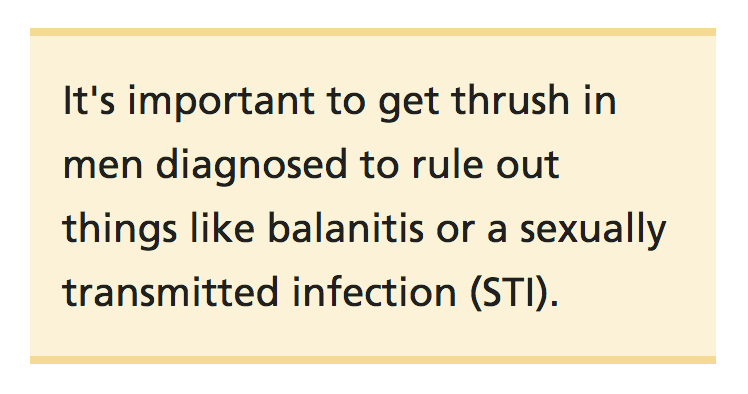 It's important to get thrush in
men diagnosed to rule out
things like balanitis or a sexually
transmitted infection (STI).